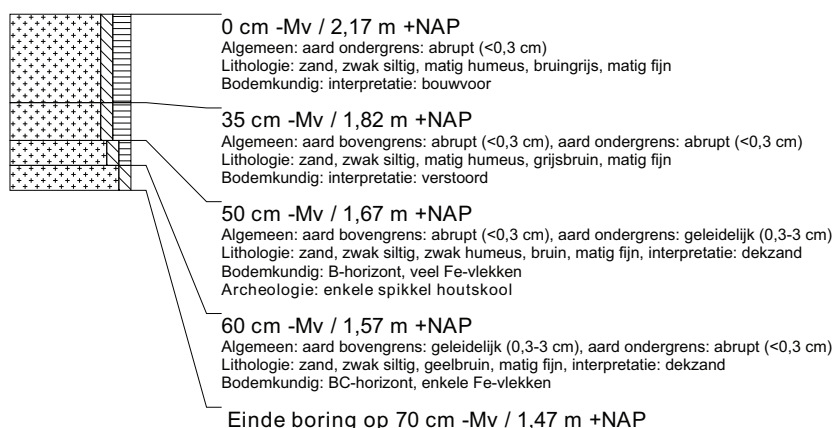 0 cm -Mv / 2,17 m +NAP
Algemeen: aard ondergrens: abrupt (<0,3 cm)
Lithologie: zand, zwak siltig, matig humeus, bruingrijs, matig fijn
Bodemkundig: interpretatie: bouwvoor
35 cm -Mv / 1,82 m +NAP
Algemeen: aard bovengrens: abrupt (<0,3 cm), aard ondergrens: abrupt (<0,3 cm)
Lithologie: zand, zwak siltig, matig humeus, grijsbruin, matig fijn
Bodemkundig: interpretatie: verstoord
50 cm -Mv / 1,67 m +NAP
Algemeen: aard bovengrens: abrupt (<0,3 cm), aard ondergrens: geleidelijk (0,3-3 cm)
Lithologie: zand, zwak siltig, zwak humeus, bruin, matig fijn, interpretatie: dekzand
Bodemkundig: B-horizont, veel Fe-vlekken
Archeologie: enkele spikkel houtskool
60 cm -Mv / 1,57 m +NAP
Algemeen: aard bovengrens: geleidelijk (0,3-3 cm), aard ondergrens: abrupt (<0,3 cm)
Lithologie: zand, zwak siltig, geelbruin, matig fijn, interpretatie: dekzand
Bodemkundig: BC-horizont, enkele Fe-vlekken
Einde boring op 70 cm -Mv / 1,47 m +NAP